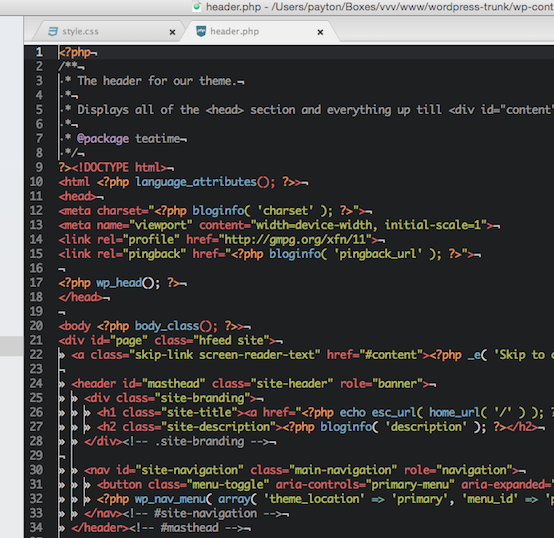 header.php - /Users/payton/Boxes/vvv/www/wordpress-trunk/wp-cont
style.css × header.php ×
1 <?php¬
2 /**¬
3 ·* The header for our theme.¬
4 ·*¬
5 ·* Displays all of the <head> section and everything up till <div id="content"
6 ·*¬
7 ·* @package teatime¬
8 ·*/¬
9 ?><!DOCTYPE html>¬
10 <html <?php language_attributes(); ?>>¬
11 <head>¬
12 <meta charset="<?php bloginfo( 'charset' ); ?>">¬
13 <meta name="viewport" content="width=device-width, initial-scale=1">¬
14 <link rel="profile" href="http://gmpg.org/xfn/11">¬
15 <link rel="pingback" href="<?php bloginfo( 'pingback_url' ); ?>">¬
16 ¬
17 <?php wp_head(); ?>¬
18 </head>¬
19 ¬
20 <body <?php body_class(); ?>>¬
21 <div id="page" class="hfeed site">¬
22 » <a class="skip-link screen-reader-text" href="#content"><?php _e( 'Skip to
23 ¬
24 » <header id="masthead" class="site-header" role="banner">¬
25 » » <div class="site-branding">¬
26 » » » <h1 class="site-title"><a href="<?php echo esc_url( home_url( '/' ) ); ?
27 » » » <h2 class="site-description"><?php bloginfo( 'description' ); ?></h2>¬
28 » » </div><!-- .site-branding -->¬
29 ¬
30 » » <nav id="site-navigation" class="main-navigation" role="navigation">¬
31 » » » <button class="menu-toggle" aria-controls="primary-menu" aria-expanded="
32 » » » <?php wp_nav_menu( array( 'theme_location' => 'primary', 'menu_id' => 'p
33 » » </nav><!-- #site-navigation -->¬
34 » </header><!-- #masthead -->¬